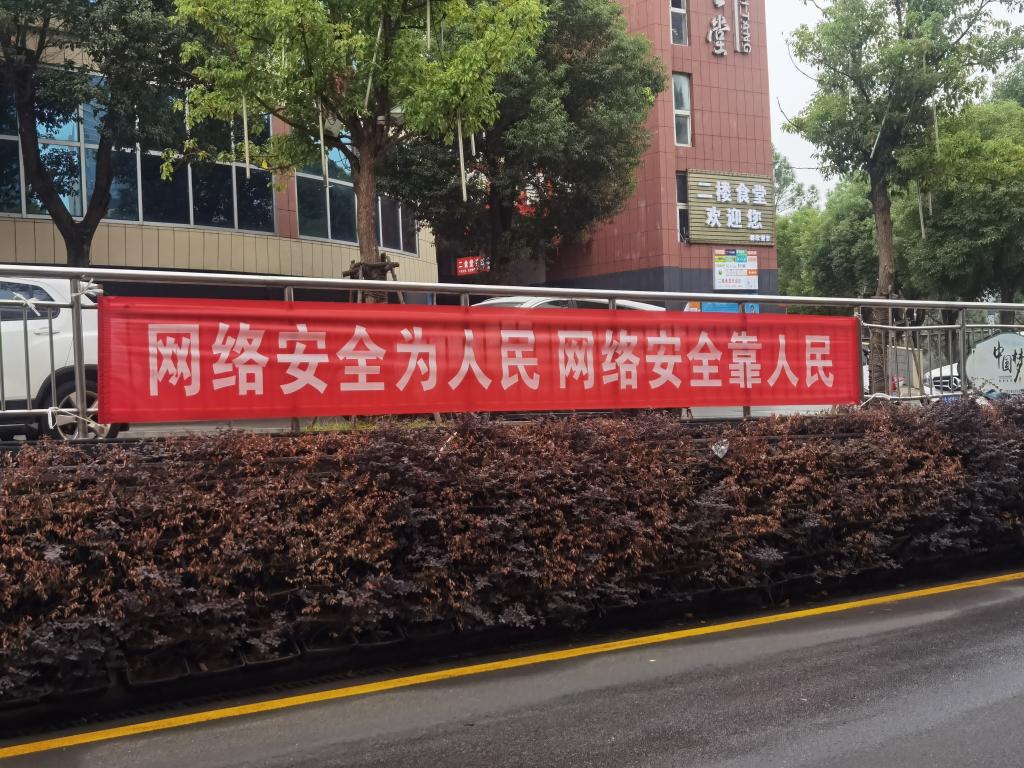 堂
二楼食堂
欢迎您
网络安全为人民 网络安全靠人民
中国梦